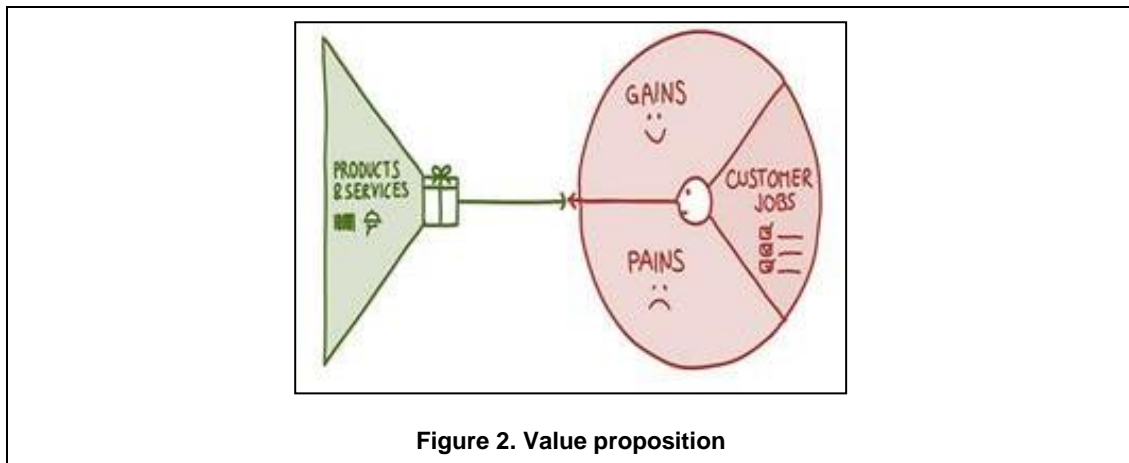 PRODUCTS
& SERVICES
GAINS
CUSTOMER
JOBS
PAINS
Figure 2. Value proposition